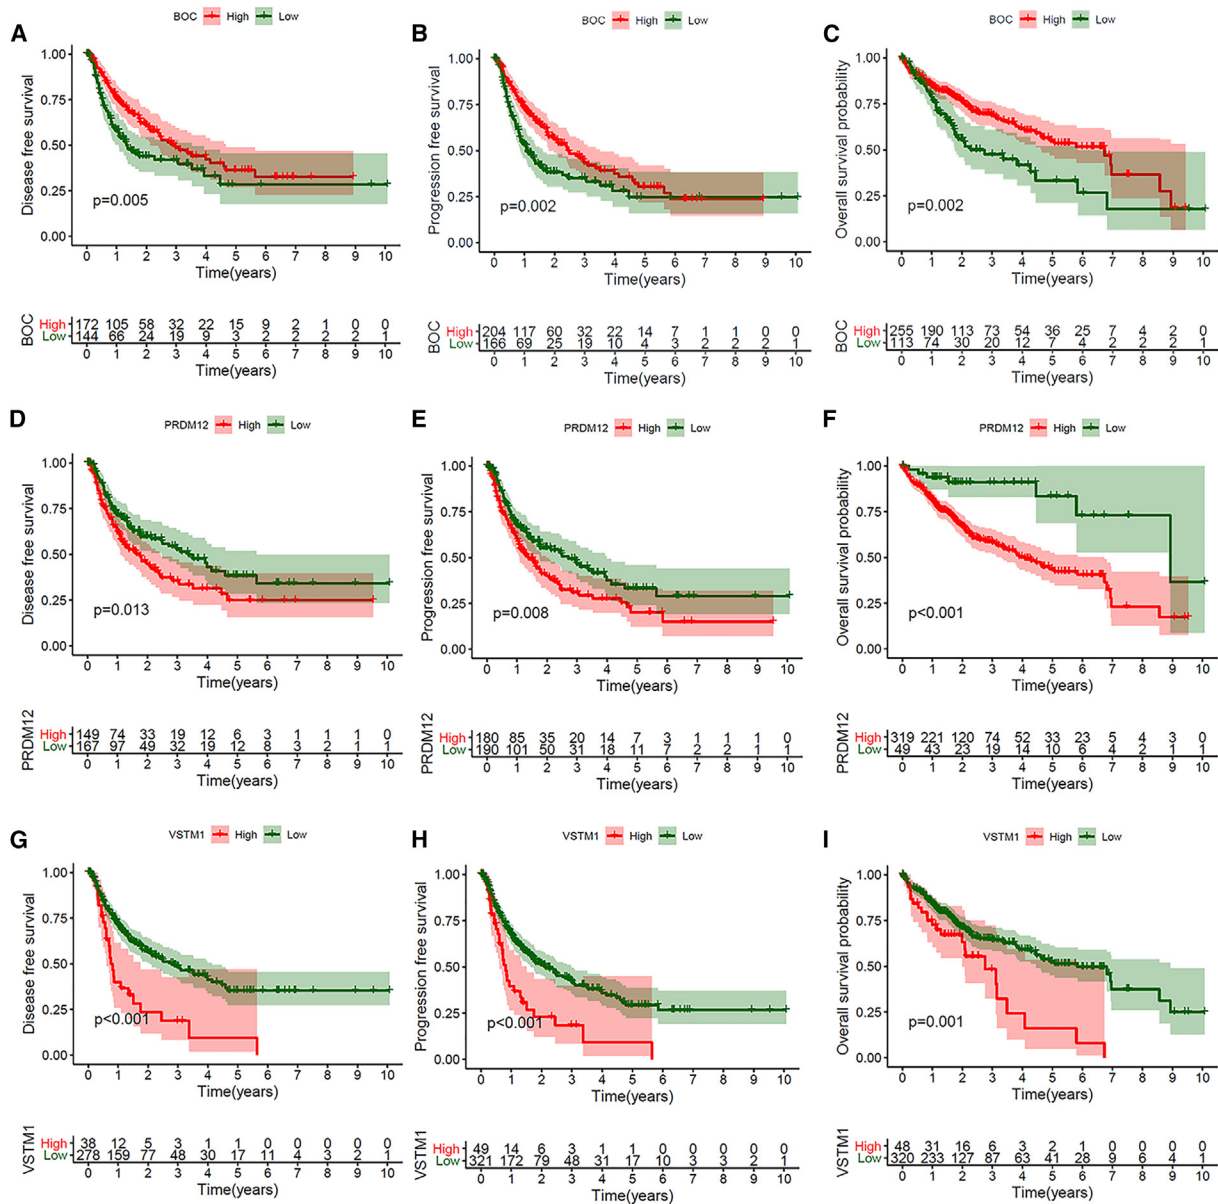 A
BOC High Low
Disease free survival
1.00
0.75
0.50
0.25
0.00
p=0.005
0 1 2 3 4 5 6 7 8 9 10
Time(years)
BOC
High 172 105 58 32 22 15 9 2 1 0 0
Low 144 66 24 19 9 3 2 2 2 2 1
0 1 2 3 4 5 6 7 8 9 10
Time(years)
B
BOC High Low
Progression free survival
1.00
0.75
0.50
0.25
0.00
p=0.002
0 1 2 3 4 5 6 7 8 9 10
Time(years)
BOC
High 204 117 60 32 22 14 7 1 1 0 0
Low 166 69 25 19 10 4 3 2 2 2 1
0 1 2 3 4 5 6 7 8 9 10
Time(years)
C
BOC High Low
Overall survival probability
1.00
0.75
0.50
0.25
0.00
p=0.002
0 1 2 3 4 5 6 7 8 9 10
Time(years)
BOC
High 255 190 113 73 54 36 25 7 4 2 0
Low 113 74 30 20 12 7 4 2 2 2 1
0 1 2 3 4 5 6 7 8 9 10
Time(years)
D
PRDM12 High Low
Disease free survival
1.00
0.75
0.50
0.25
0.00
p=0.013
0 1 2 3 4 5 6 7 8 9 10
Time(years)
PRDM12
High 149 74 33 19 12 6 3 1 1 1 0
Low 167 97 49 32 19 12 8 3 2 1 1
0 1 2 3 4 5 6 7 8 9 10
Time(years)
E
PRDM12 High Low
Progression free survival
1.00
0.75
0.50
0.25
0.00
p=0.008
0 1 2 3 4 5 6 7 8 9 10
Time(years)
PRDM12
High 180 85 35 20 14 7 3 1 1 1 0
Low 190 101 50 31 18 11 7 2 2 1 1
0 1 2 3 4 5 6 7 8 9 10
Time(years)
F
PRDM12 High Low
Overall survival probability
1.00
0.75
0.50
0.25
0.00
p<0.001
0 1 2 3 4 5 6 7 8 9 10
Time(years)
PRDM12
High 319 221 120 74 52 33 23 5 4 3 0
Low 49 43 23 19 14 10 6 4 2 1 1
0 1 2 3 4 5 6 7 8 9 10
Time(years)
G
VSTM1 High Low
Disease free survival
1.00
0.75
0.50
0.25
0.00
p<0.001
0 1 2 3 4 5 6 7 8 9 10
Time(years)
VSTM1
High 38 12 5 3 1 1 0 0 0 0 0
Low 278 159 77 48 30 17 11 4 3 2 1
0 1 2 3 4 5 6 7 8 9 10
Time(years)
H
VSTM1 High Low
Progression free survival
1.00
0.75
0.50
0.25
0.00
p<0.001
0 1 2 3 4 5 6 7 8 9 10
Time(years)
VSTM1
High 49 14 6 3 1 1 0 0 0 0 0
Low 321 172 79 48 31 17 10 3 3 2 1
0 1 2 3 4 5 6 7 8 9 10
Time(years)
I
VSTM1 High Low
Overall survival probability
1.00
0.75
0.50
0.25
0.00
p=0.001
0 1 2 3 4 5 6 7 8 9 10
Time(years)
VSTM1
High 48 31 16 6 3 2 1 0 0 0 0
Low 320 233 127 87 63 41 28 9 6 4 1
0 1 2 3 4 5 6 7 8 9 10
Time(years)